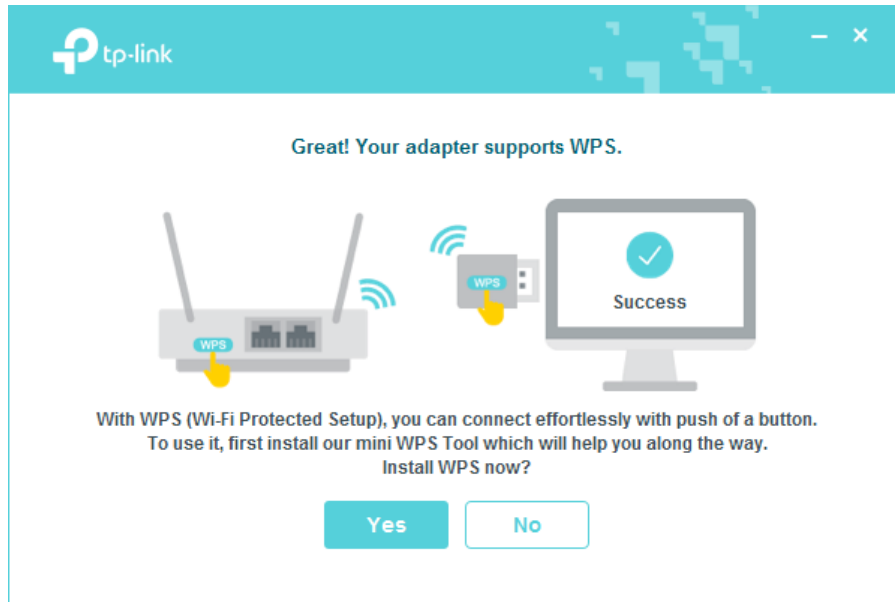 tp-link
Great! Your adapter supports WPS.
WPS
WPS
Success
With WPS (Wi-Fi Protected Setup), you can connect effortlessly with push of a button.
To use it, first install our mini WPS Tool which will help you along the way.
Install WPS now?
Yes
No